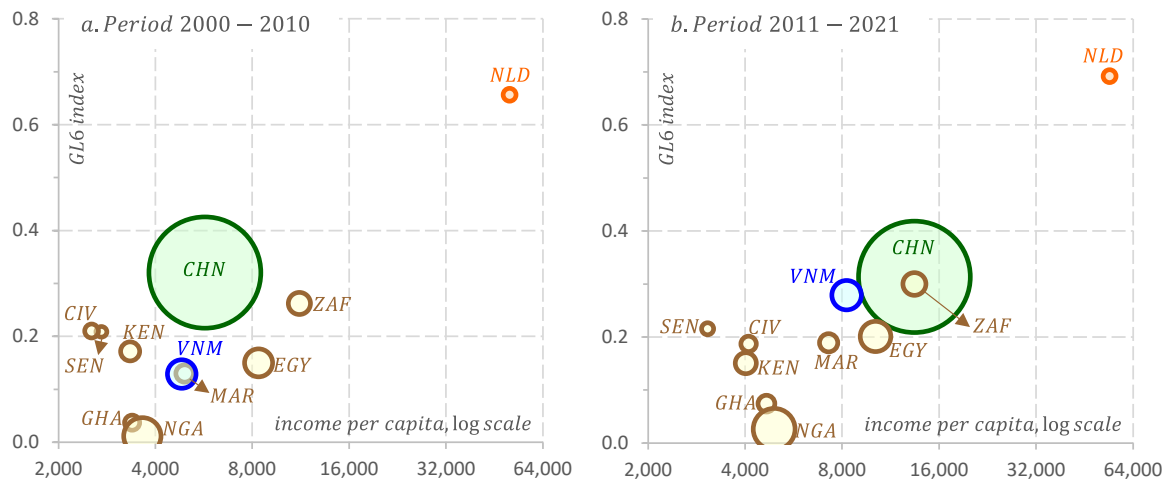 a. Period 2000 − 2010
GL6 index
0.8
0.6
0.4
0.2
0.0
NLD
CHN
ZAF
CIV
KEN
SEN
VNM
EGY
MAR
GHA
NGA
income per capita, log scale
2,000 4,000 8,000 16,000 32,000 64,000
b. Period 2011 − 2021
GL6 index
0.8
0.6
0.4
0.2
0.0
NLD
CHN
VNM
ZAF
SEN
CIV
MAR
EGY
KEN
GHA
NGA
income per capita, log scale
2,000 4,000 8,000 16,000 32,000 64,000